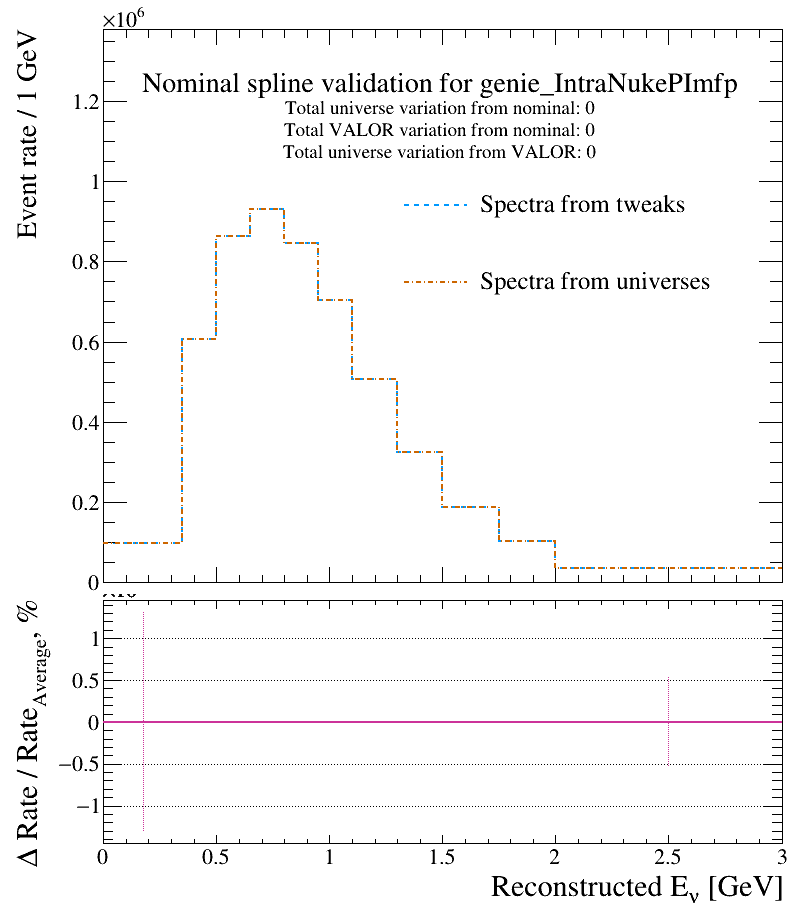 ×10⁶
Event rate / 1 GeV
Nominal spline validation for genie_IntraNukePImfp
Total universe variation from nominal: 0
Total VALOR variation from nominal: 0
Total universe variation from VALOR: 0
Spectra from tweaks
Spectra from universes
1.2
1
0.8
0.6
0.4
0.2
0
Δ Rate / Rate_Average, %
1
0.5
0
−0.5
−1
0 0.5 1 1.5 2 2.5 3
Reconstructed E_ν [GeV]